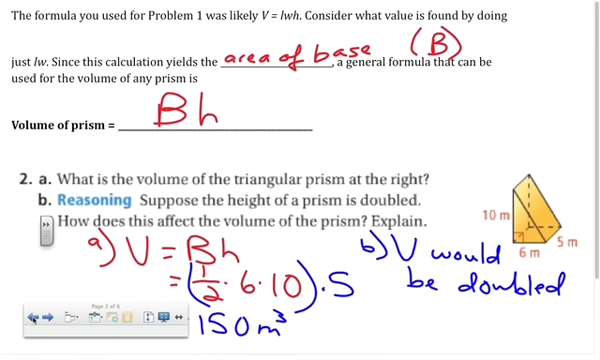 The formula you used for Problem 1 was likely V = lwh. Consider what value is found by doing
just lw. Since this calculation yields the area of base (B), a general formula that can be
used for the volume of any prism is
Volume of prism = Bh
2. a. What is the volume of the triangular prism at the right?
b. Reasoning Suppose the height of a prism is doubled.
How does this affect the volume of the prism? Explain.
10 m
5 m
6 m
a) V = Bh
= (1/2 · 6 · 10) · 5
150 m³
b) V would
be doubled
Page 2 of 6